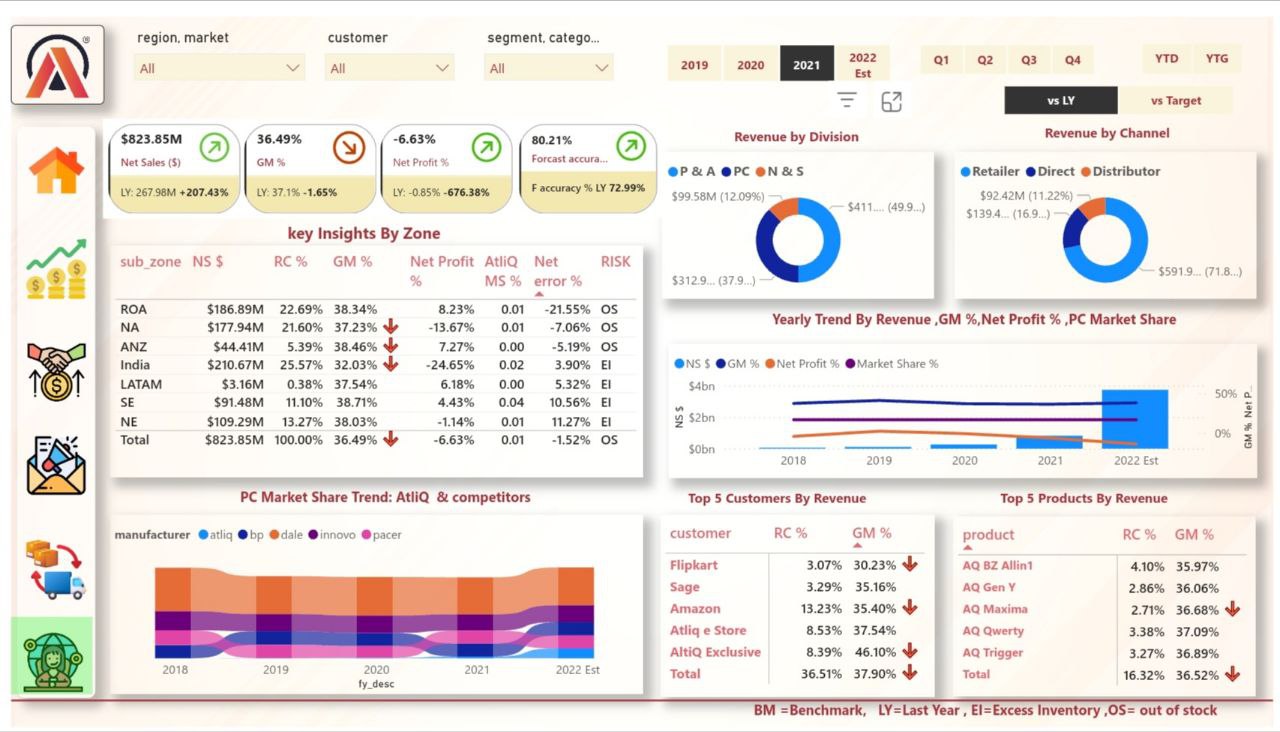 region, market
customer
segment, catego...
All
All
All
2019
2020
2021
2022 Est
Q1
Q2
Q3
Q4
YTD
YTG
vs LY
vs Target
$823.85M
Net Sales ($)
LY: 267.98M +207.43%
36.49%
GM %
LY: 37.1% -1.65%
-6.63%
Net Profit %
LY: -0.85% -676.38%
80.21%
Forcast accura...
F accuracy % LY 72.99%
Revenue by Division
P & A PC N & S
$99.58M (12.09%)
$411.... (49.9...)
$312.9... (37.9...)
Revenue by Channel
Retailer Direct Distributor
$92.42M (11.22%)
$139.4... (16.9...)
$591.9... (71.8...)
key Insights By Zone
sub_zone NS $ RC % GM % Net Profit % AtliQ MS % Net error % RISK
ROA $186.89M 22.69% 38.34% 8.23% 0.01 -21.55% OS
NA $177.94M 21.60% 37.23% -13.67% 0.01 -7.06% OS
ANZ $44.41M 5.39% 38.46% 7.27% 0.00 -5.19% OS
India $210.67M 25.57% 32.03% -24.65% 0.02 3.90% EI
LATAM $3.16M 0.38% 37.54% 6.18% 0.00 5.32% EI
SE $91.48M 11.10% 38.71% 4.43% 0.04 10.56% EI
NE $109.29M 13.27% 38.03% -1.14% 0.01 11.27% EI
Total $823.85M 100.00% 36.49% -6.63% 0.01 -1.52% OS
Yearly Trend By Revenue ,GM %,Net Profit % ,PC Market Share
NS $ GM % Net Profit % Market Share %
$4bn
$2bn
$0bn
NS $
50%
0%
GM % Net P...
2018 2019 2020 2021 2022 Est
PC Market Share Trend: AtliQ & competitors
manufacturer atliq bp dale innovo pacer
2018 2019 2020 2021 2022 Est
fy_desc
Top 5 Customers By Revenue
customer RC % GM %
Flipkart 3.07% 30.23%
Sage 3.29% 35.16%
Amazon 13.23% 35.40%
Atliq e Store 8.53% 37.54%
AltiQ Exclusive 8.39% 46.10%
Total 36.51% 37.90%
Top 5 Products By Revenue
product RC % GM %
AQ BZ Allin1 4.10% 35.97%
AQ Gen Y 2.86% 36.06%
AQ Maxima 2.71% 36.68%
AQ Qwerty 3.38% 37.09%
AQ Trigger 3.27% 36.89%
Total 16.32% 36.52%
BM =Benchmark, LY=Last Year , EI=Excess Inventory ,OS= out of stock